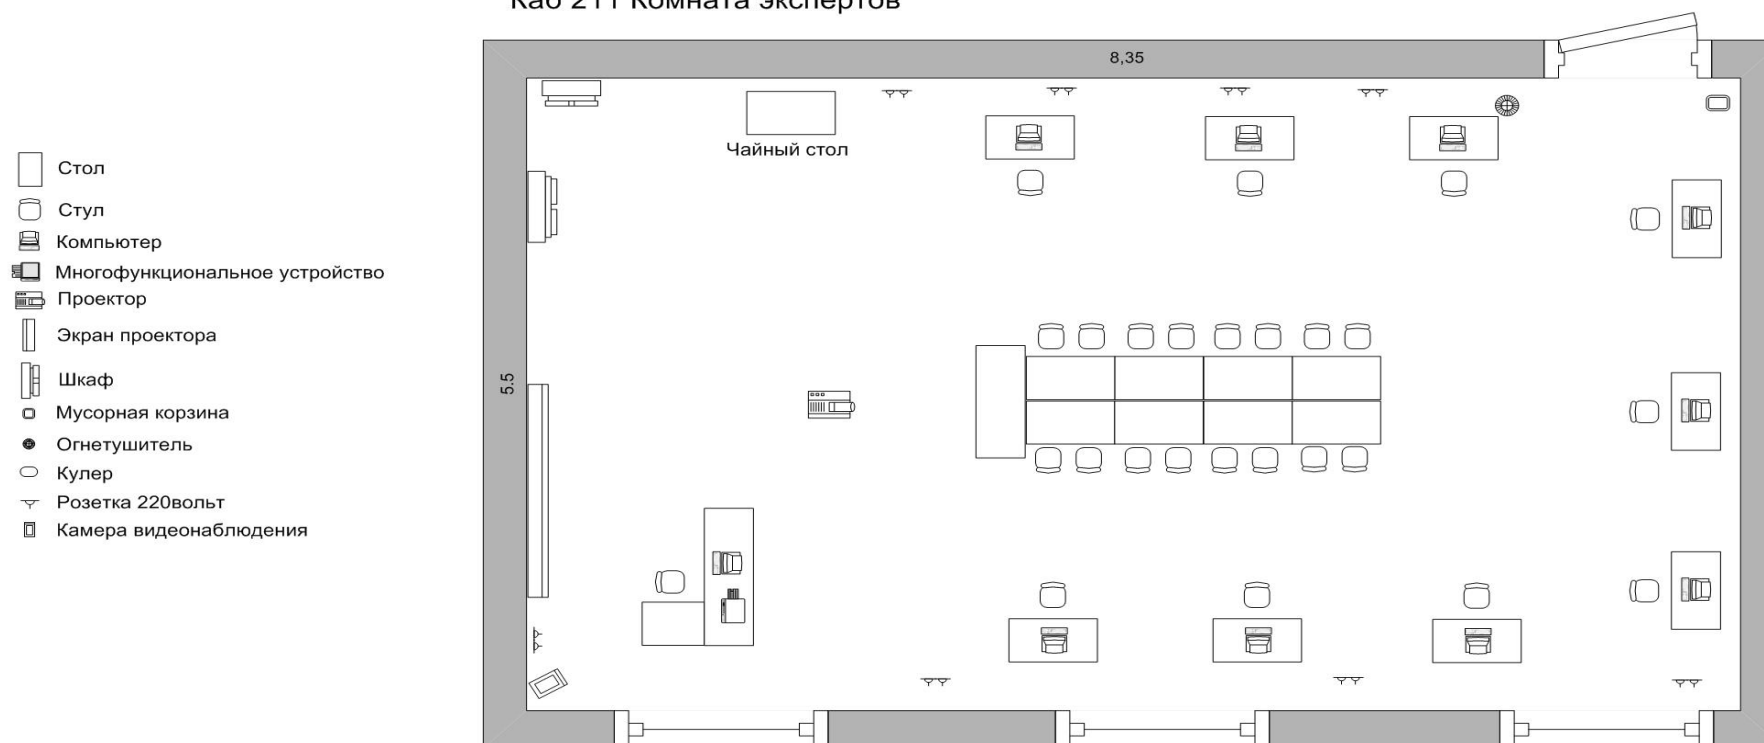 Каб 211 Комната экспертов
8,35
Чайный стол
Стол
Стул
Компьютер
Многофункциональное устройство
Проектор
Экран проектора
Шкаф
Мусорная корзина
Огнетушитель
Кулер
Розетка 220вольт
Камера видеонаблюдения
5.5